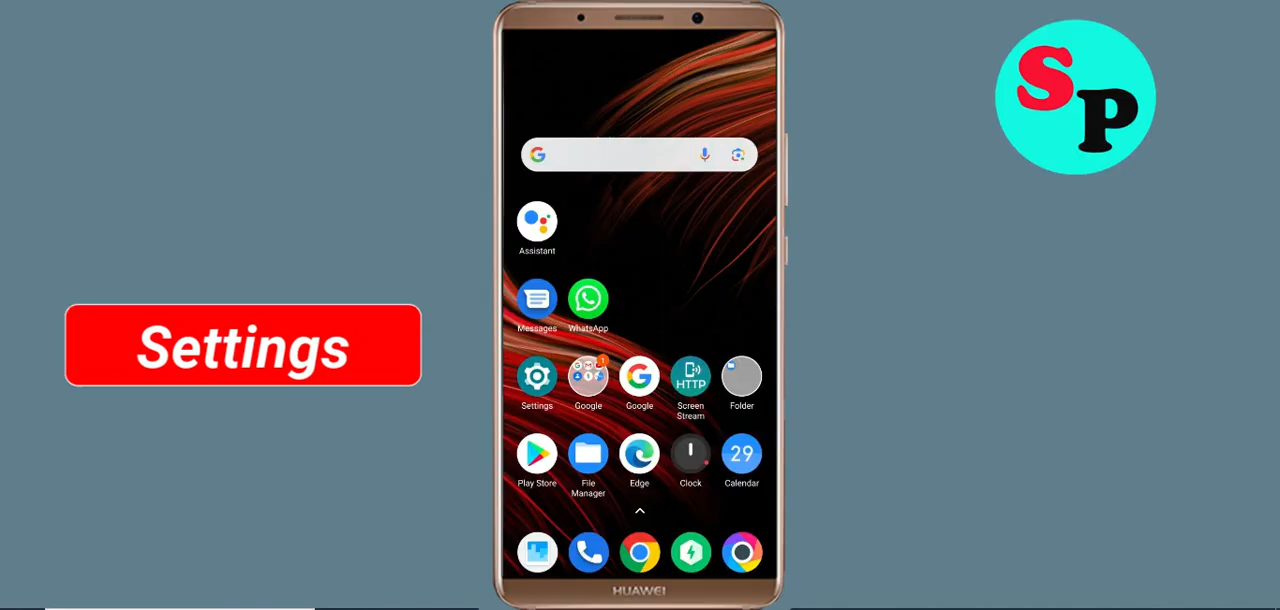 S
P
Assistant
Messages WhatsApp
Settings
HTTP
1
Settings Google Google Screen Stream Folder
29
Play Store File Manager Edge Clock Calendar
HUAWEI